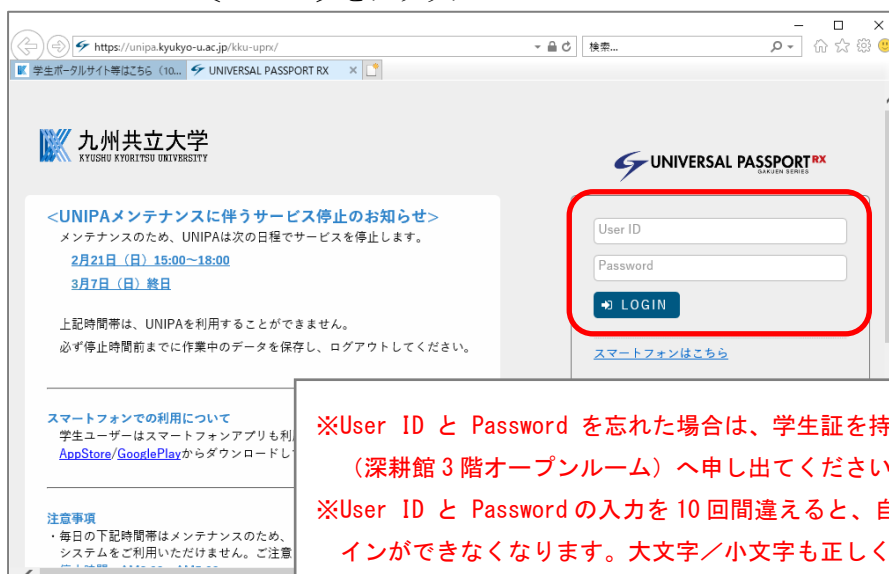 https://unipa.kyukyo-u.ac.jp/kku-uprx/
検索...
学生ポータルサイト等はこちら（10...
UNIVERSAL PASSPORT RX
九州共立大学
KYUSHU KYORITSU UNIVERSITY
UNIVERSAL PASSPORT RX
GAKUEN SERIES
<UNIPAメンテナンスに伴うサービス停止のお知らせ>
メンテナンスのため、UNIPAは次の日程でサービスを停止します。
2月21日（日）15:00～18:00
3月7日（日）終日
上記時間帯は、UNIPAを利用することができません。
必ず停止時間前までに作業中のデータを保存し、ログアウトしてください。
User ID
Password
LOGIN
スマートフォンはこちら
スマートフォンでの利用について
学生ユーザーはスマートフォンアプリも利
AppStore/GooglePlayからダウンロードし
注意事項
・毎日の下記時間帯はメンテナンスのため、
システムをご利用いただけません。ご注意
※User ID と Password を忘れた場合は、学生証を持
（深耕館3階オープンルーム）へ申し出てください
※User ID と Password の入力を 10 回間違えると、自
インができなくなります。大文字／小文字も正しく